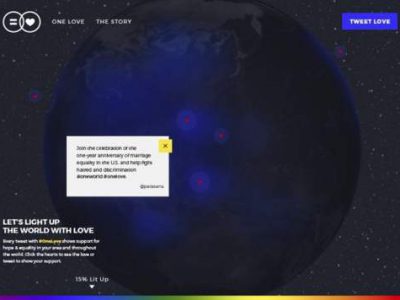 ONE LOVE
THE STORY
TWEET LOVE
Join the celebration of the
one-year anniversary of marriage
equality in the U.S. and help fight
hatred and discrimination
#oneworld #onelove.
LET'S LIGHT UP
THE WORLD WITH LOVE
Every tweet with #OneLove shows support for
hope & equality in your area and throughout
the world. Click the hearts to see the love or
tweet to show your support.
15% Lit Up